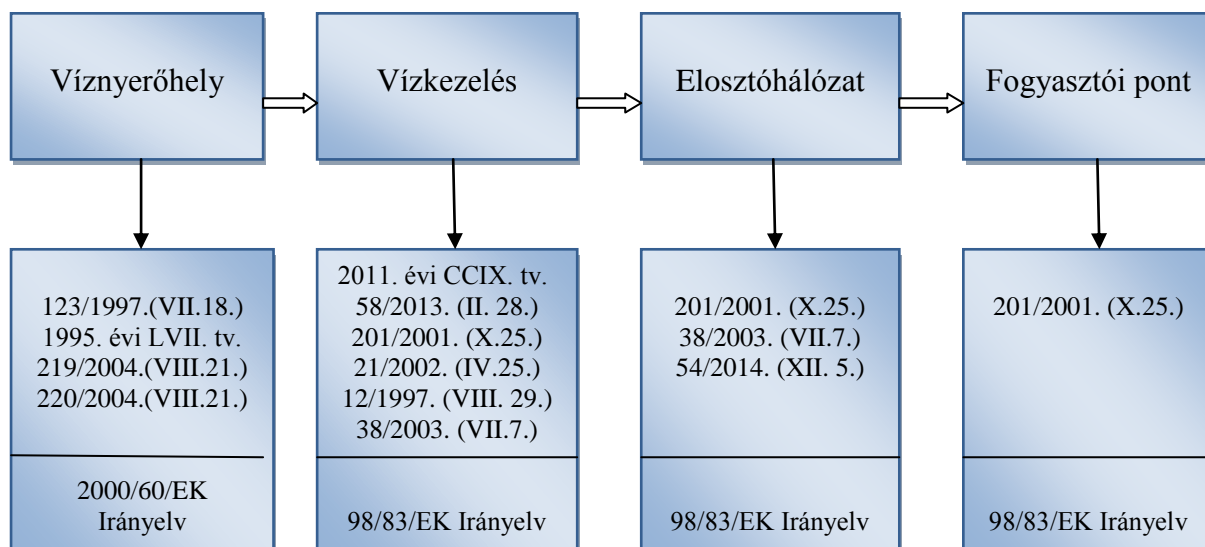 Víznyerőhely
Vízkezelés
Elosztóhálózat
Fogyasztói pont
123/1997.(VII.18.)
1995. évi LVII. tv.
219/2004.(VIII.21.)
220/2004.(VIII.21.)
2000/60/EK
Irányelv
2011. évi CCIX. tv.
58/2013. (II. 28.)
201/2001. (X.25.)
21/2002. (IV.25.)
12/1997. (VIII. 29.)
38/2003. (VII.7.)
98/83/EK Irányelv
201/2001. (X.25.)
38/2003. (VII.7.)
54/2014. (XII. 5.)
98/83/EK Irányelv
201/2001. (X.25.)
98/83/EK Irányelv